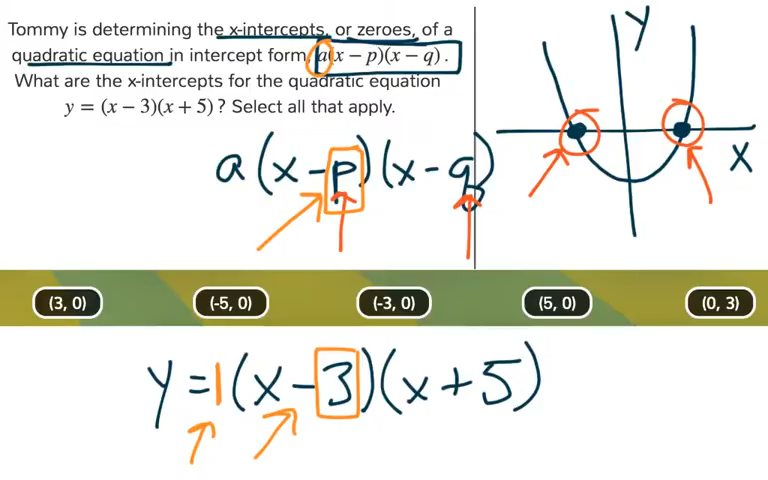 Tommy is determining the x-intercepts, or zeroes, of a
quadratic equation in intercept form, a(x − p)(x − q).
What are the x-intercepts for the quadratic equation
y = (x − 3)(x + 5)? Select all that apply.
Y
X
a(x-p)(x-q)
(3, 0) (-5, 0) (-3, 0) (5, 0) (0, 3)
y=1(x-3)(x+5)